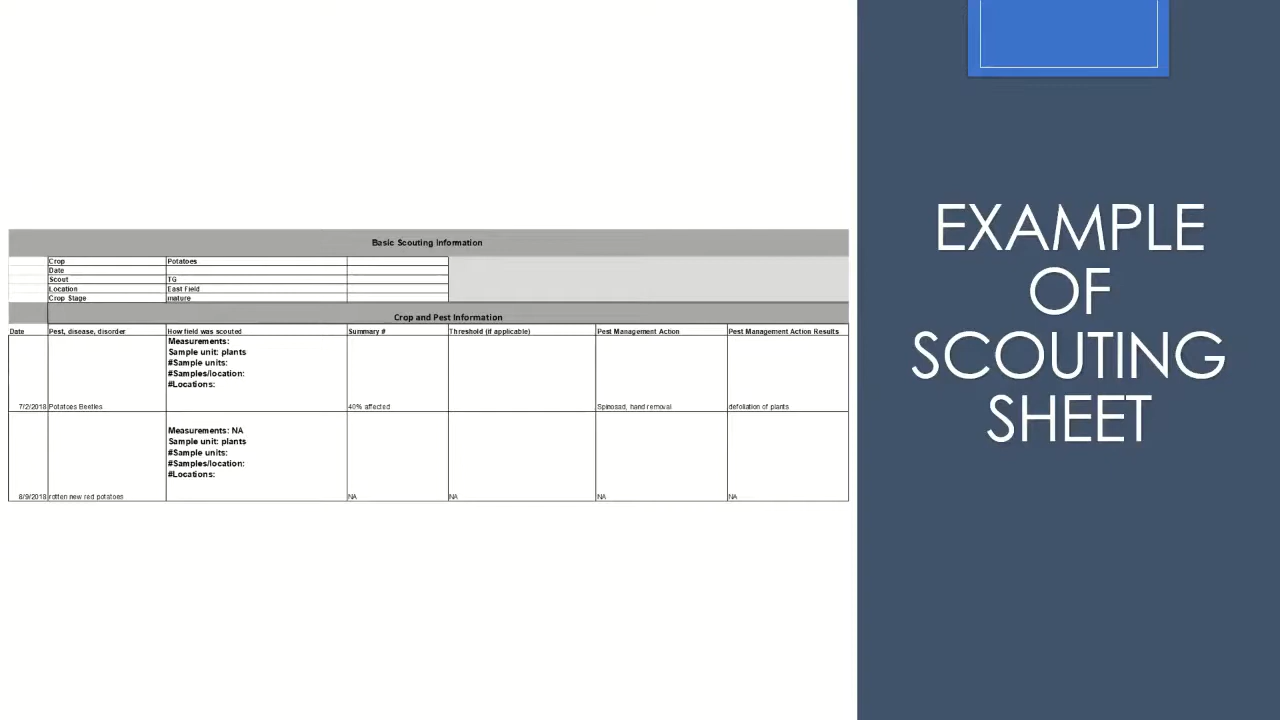 Basic Scouting Information
Crop Potatoes
Date
Scout TG
Location East Field
Crop Stage mature
Crop and Pest Information
Date Pest, disease, disorder How field was scouted Summary # Threshold (if applicable) Pest Management Action Pest Management Action Results
Measurements:
Sample unit: plants
#Sample units:
#Samples/location:
#Locations:
7/2/2018 Potatoes Beetles 40% affected Spinosad, hand removal defoliation of plants
Measurements: NA
Sample unit: plants
#Sample units:
#Samples/location:
#Locations:
8/9/2018 rotten new red potatoes NA NA NA NA
EXAMPLE
OF
SCOUTING
SHEET